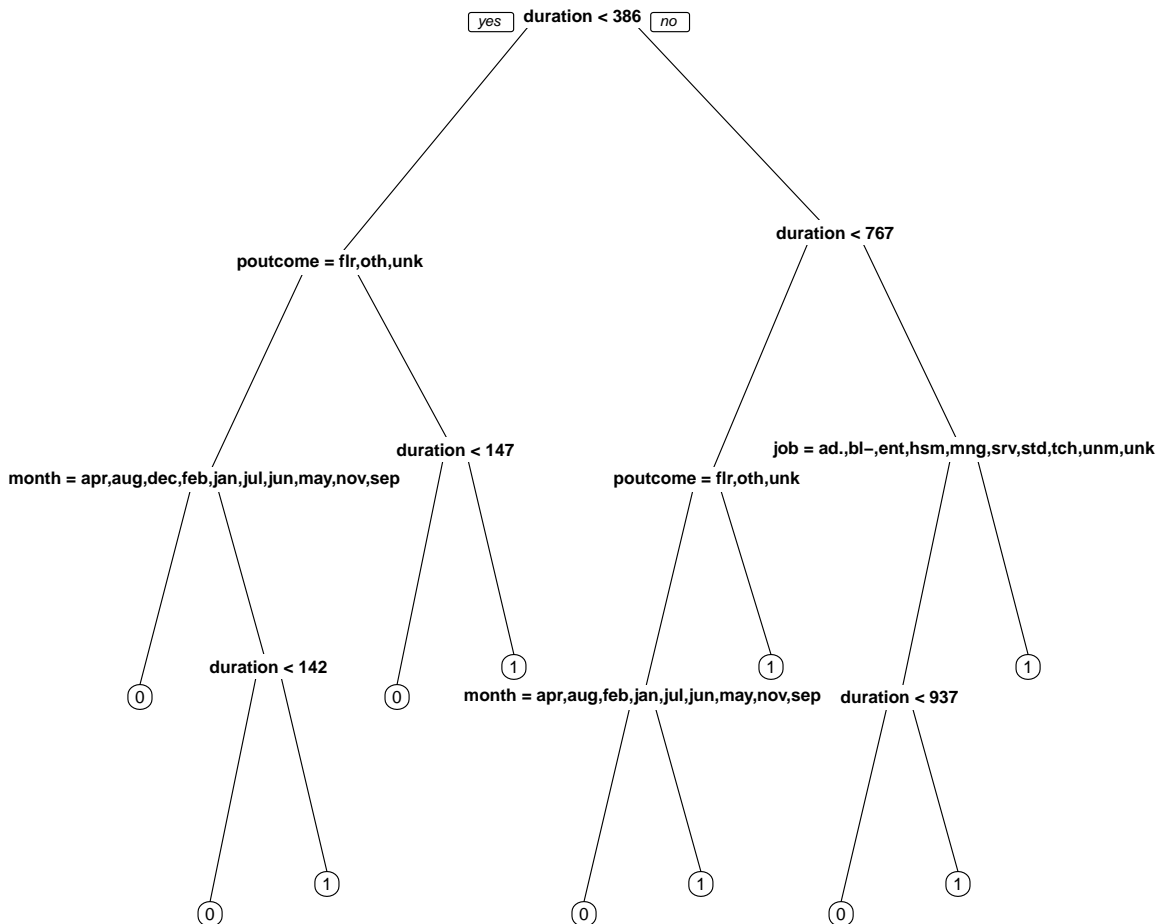 yes duration < 386 no
duration < 767
poutcome = flr,oth,unk
job = ad.,bl−,ent,hsm,mng,srv,std,tch,unm,unk
duration < 147
month = apr,aug,dec,feb,jan,jul,jun,may,nov,sep
poutcome = flr,oth,unk
duration < 142
1
1
1
0
0
month = apr,aug,feb,jan,jul,jun,may,nov,sep
duration < 937
1
1
1
0
0
0